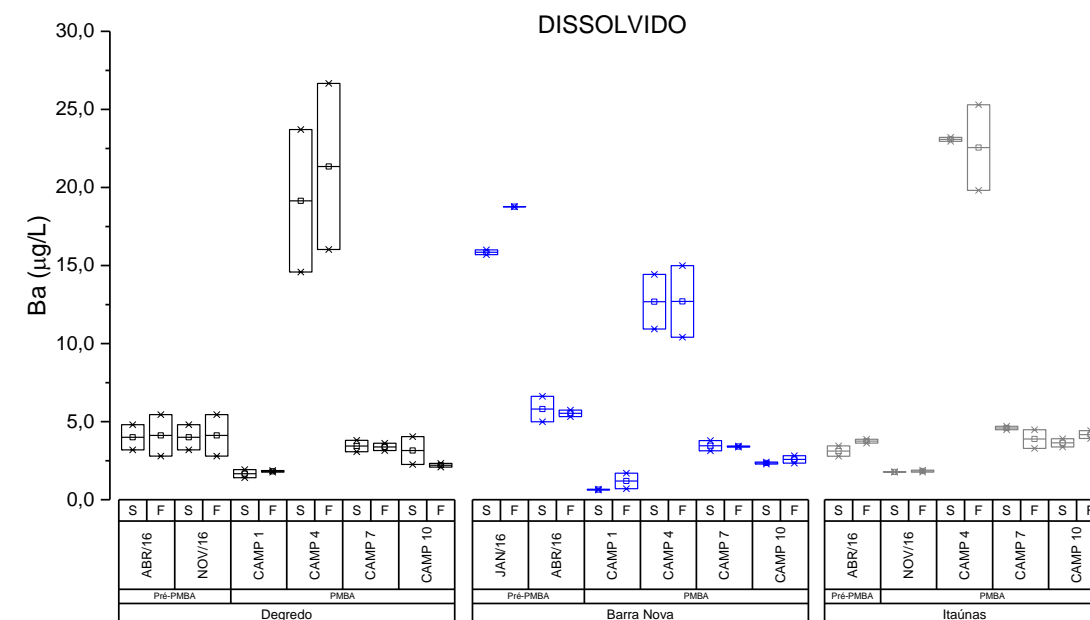 DISSOLVIDO
Ba (µg/L)
30,0
25,0
20,0
15,0
10,0
5,0
0,0
S F S F S F S F S F S F S F S F S F S F S F S F S F S F S F S F S F
ABR/16 NOV/16 CAMP 1 CAMP 4 CAMP 7 CAMP 10 JAN/16 ABR/16 CAMP 1 CAMP 4 CAMP 7 CAMP 10 ABR/16 NOV/16 CAMP 4 CAMP 7 CAMP 10
Pré-PMBA PMBA Pré-PMBA PMBA Pré-PMBA PMBA
Degredo Barra Nova Itaúnas